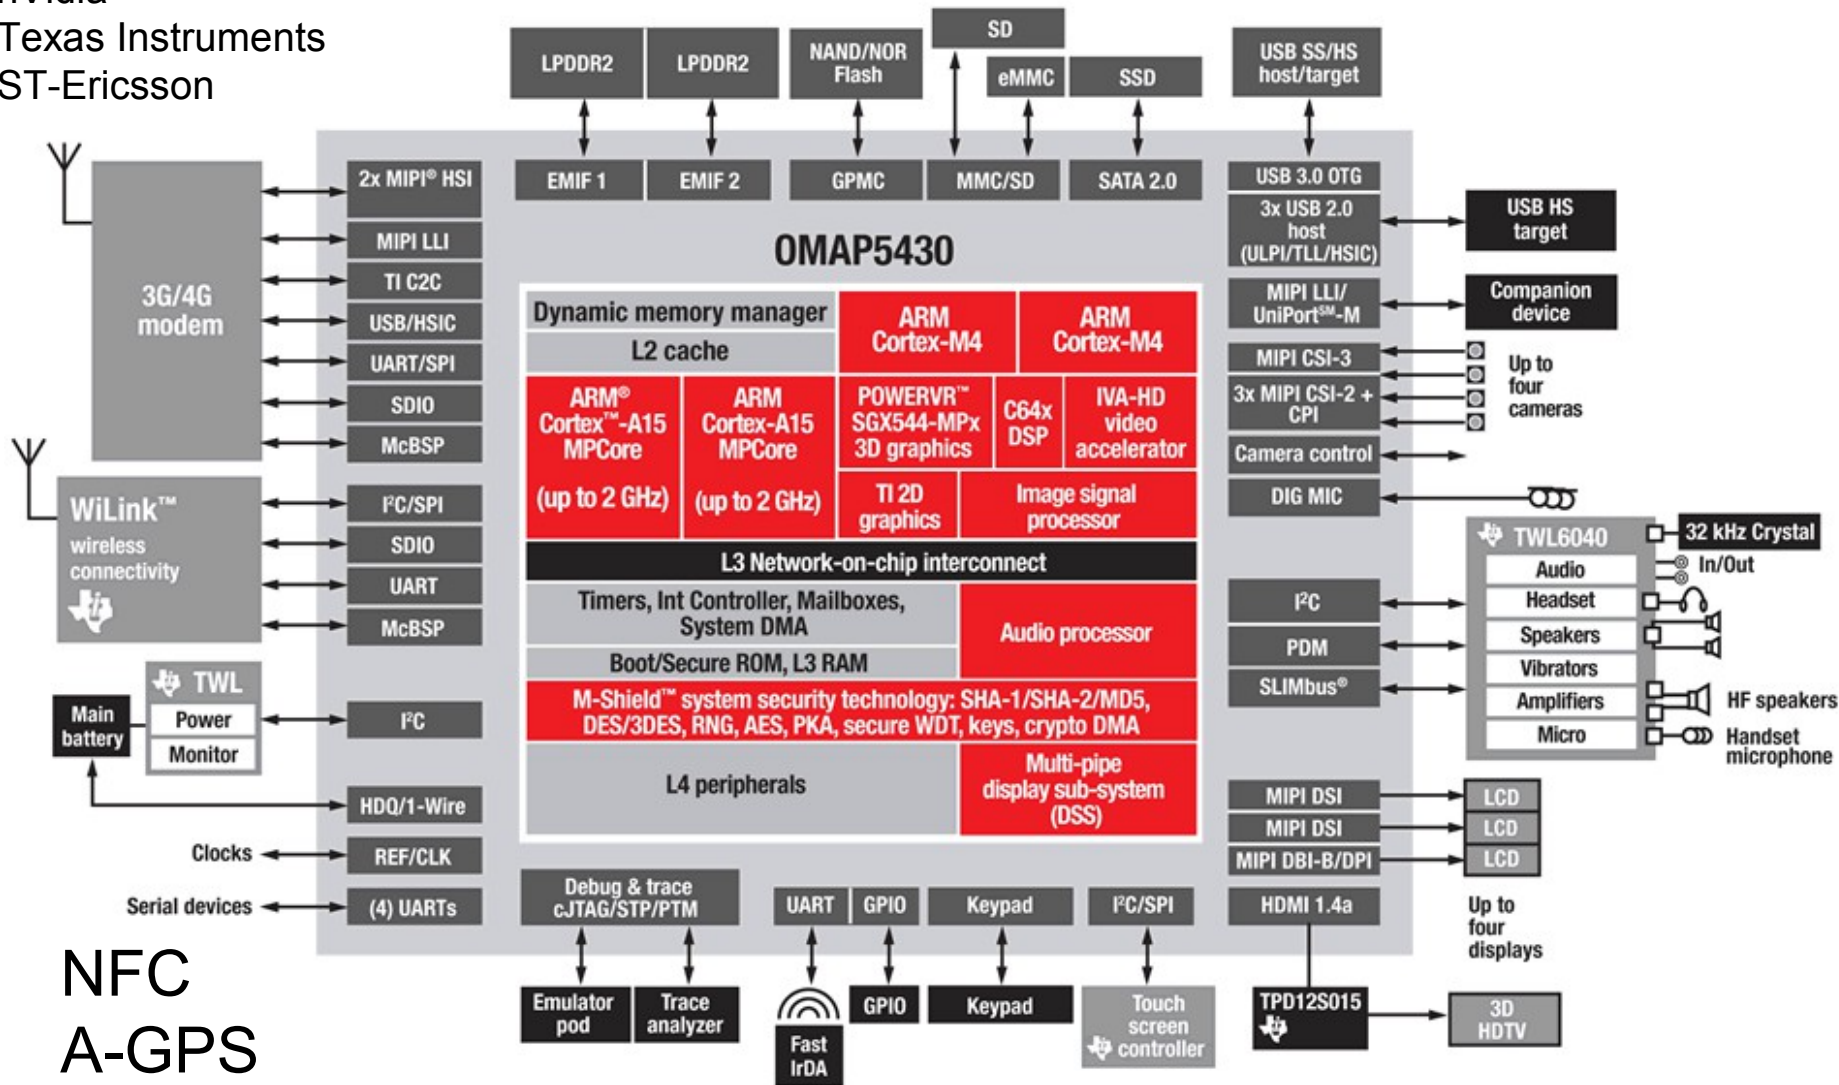 nVidia
Texas Instruments
ST-Ericsson
LPDDR2
LPDDR2
NAND/NOR
Flash
SD
eMMC
SSD
USB SS/HS
host/target
EMIF 1
EMIF 2
GPMC
MMC/SD
SATA 2.0
USB 3.0 OTG
3x USB 2.0
host
(ULPI/TLL/HSIC)
USB HS
target
MIPI LLI/
UniPort℠-M
Companion
device
MIPI CSI-3
3x MIPI CSI-2 +
CPI
Up to
four
cameras
Camera control
DIG MIC
3G/4G
modem
2x MIPI® HSI
MIPI LLI
TI C2C
USB/HSIC
UART/SPI
SDIO
McBSP
WiLink™
wireless
connectivity
I²C/SPI
SDIO
UART
McBSP
TWL
Power
Monitor
Main
battery
I²C
HDQ/1-Wire
Clocks
REF/CLK
Serial devices
(4) UARTs
OMAP5430
Dynamic memory manager
L2 cache
ARM
Cortex-M4
ARM
Cortex-M4
ARM®
Cortex™-A15
MPCore
(up to 2 GHz)
ARM
Cortex-A15
MPCore
(up to 2 GHz)
POWERVR™
SGX544-MPx
3D graphics
C64x
DSP
IVA-HD
video
accelerator
TI 2D
graphics
Image signal
processor
L3 Network-on-chip interconnect
Timers, Int Controller, Mailboxes,
System DMA
Boot/Secure ROM, L3 RAM
Audio processor
M-Shield™ system security technology: SHA-1/SHA-2/MD5,
DES/3DES, RNG, AES, PKA, secure WDT, keys, crypto DMA
L4 peripherals
Multi-pipe
display sub-system
(DSS)
I²C
PDM
SLIMbus®
TWL6040
Audio
Headset
Speakers
Vibrators
Amplifiers
Micro
32 kHz Crystal
In/Out
HF speakers
Handset
microphone
MIPI DSI
LCD
MIPI DSI
LCD
MIPI DBI-B/DPI
LCD
HDMI 1.4a
Up to
four
displays
TPD12S015
3D
HDTV
Debug & trace
cJTAG/STP/PTM
UART
GPIO
Keypad
I²C/SPI
Emulator
pod
Trace
analyzer
Fast
IrDA
GPIO
Keypad
Touch
screen
controller
NFC
A-GPS